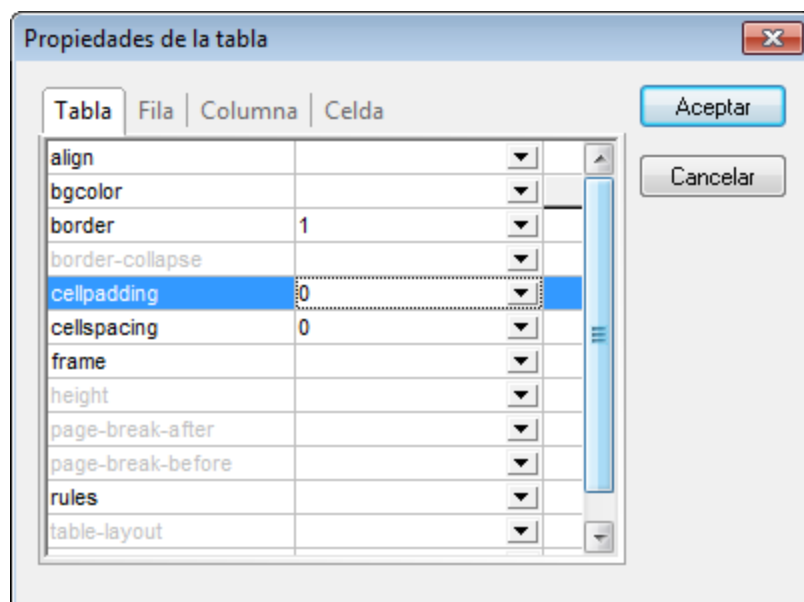 Propiedades de la tabla
Tabla Fila Columna Celda
Aceptar
Cancelar
align
bgcolor
border 1
border-collapse
cellpadding 0
cellspacing 0
frame
height
page-break-after
page-break-before
rules
table-layout